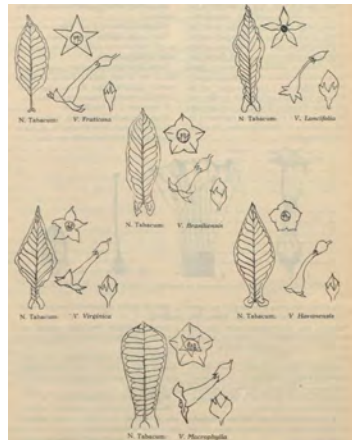 N. Tabacum: V. Fruticosa
N. Tabacum: V. Lancifolia
N. Tabacum: V. Brasiliensis
N. Tabacum: V. Virginica
N. Tabacum: V. Havanensis
N. Tabacum: V. Macrophylla